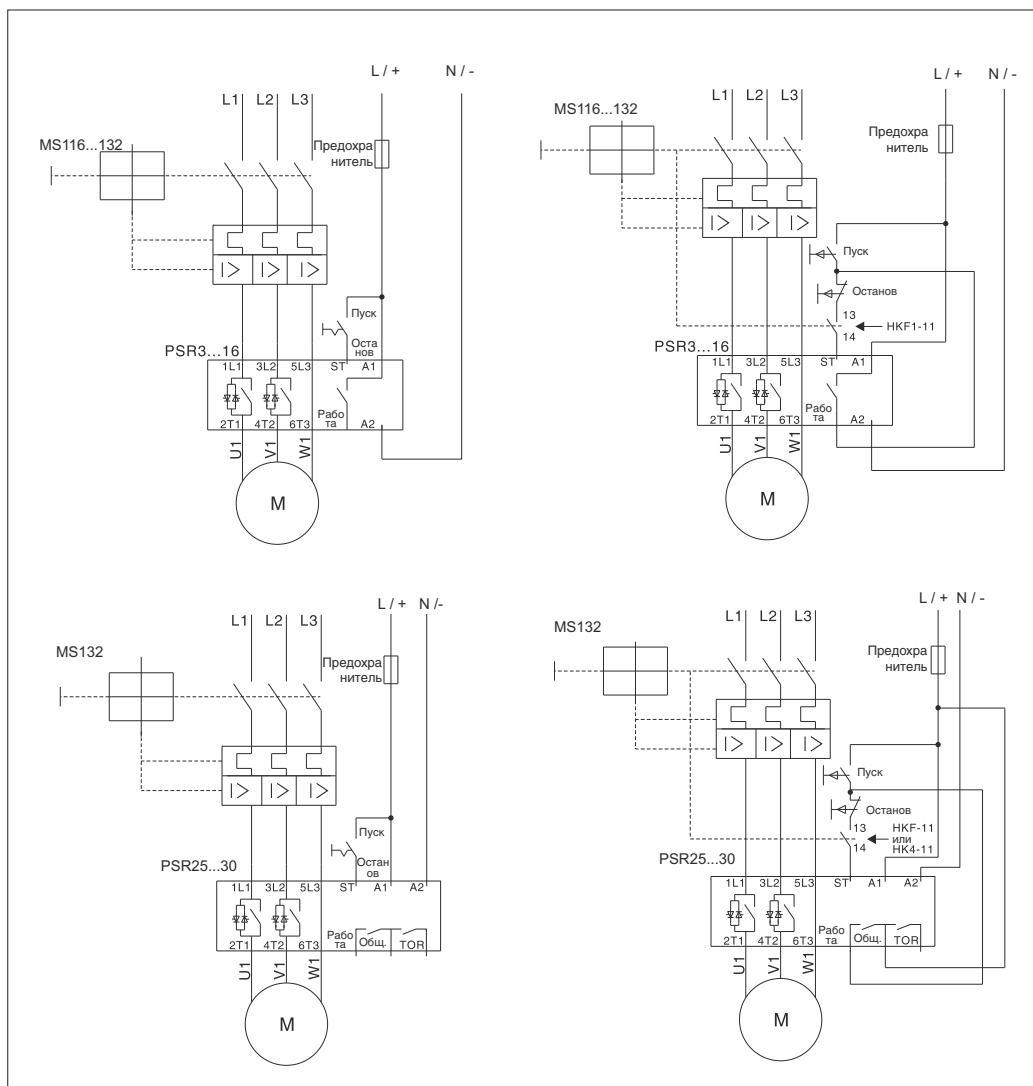 L / +
N / -
L1
L2
L3
MS116...132
Предохра
нитель
I >
I >
I >
Пуск
Оста
нов
PSR3...16
1L1
3L2
5L3
ST
A1
Рабо
та
2T1
4T2
6T3
A2
U1
V1
W1
M
L / +
N / -
L1
L2
L3
MS116...132
Предохра
нитель
I >
I >
I >
Пуск
Останов
13
14
HKF1-11
PSR3...16
1L1
3L2
5L3
ST
A1
Рабо
та
2T1
4T2
6T3
A2
U1
V1
W1
M
L / +
N /-
L1
L2
L3
MS132
Предохра
нитель
I >
I >
I >
Пуск
Остан
ов
PSR25...30
1L1
3L2
5L3
ST
A1
A2
Рабо
та
Общ.
TOR
2T1
4T2
6T3
U1
V1
W1
M
L / +
N /-
L1
L2
L3
MS132
Предохра
нитель
I >
I >
I >
Пуск
Останов
13
14
HKF-11
или
HK4-11
PSR25...30
1L1
3L2
5L3
ST
A1
A2
Рабо
та
Общ.
TOR
2T1
4T2
6T3
U1
V1
W1
M